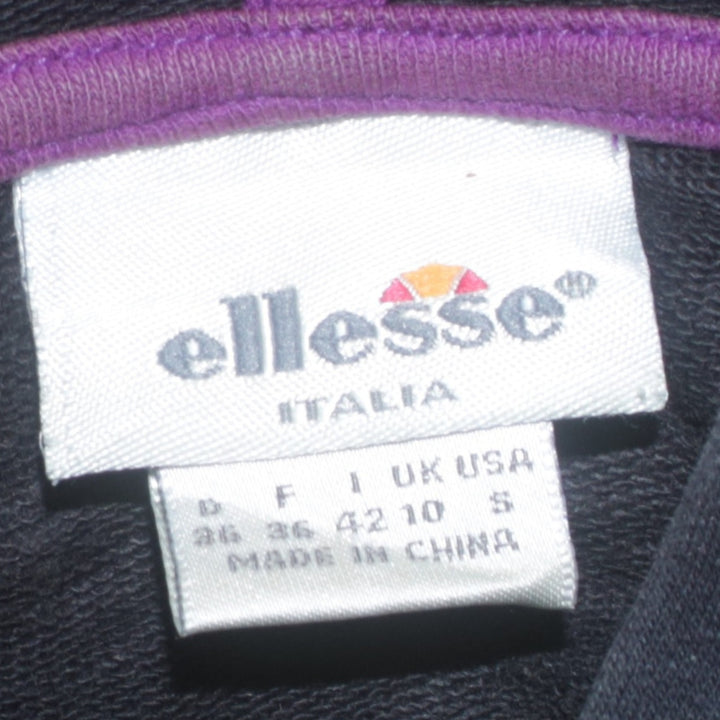 ellesse®
ITALIA
D F I UK USA
36 36 42 10 S
MADE IN CHINA